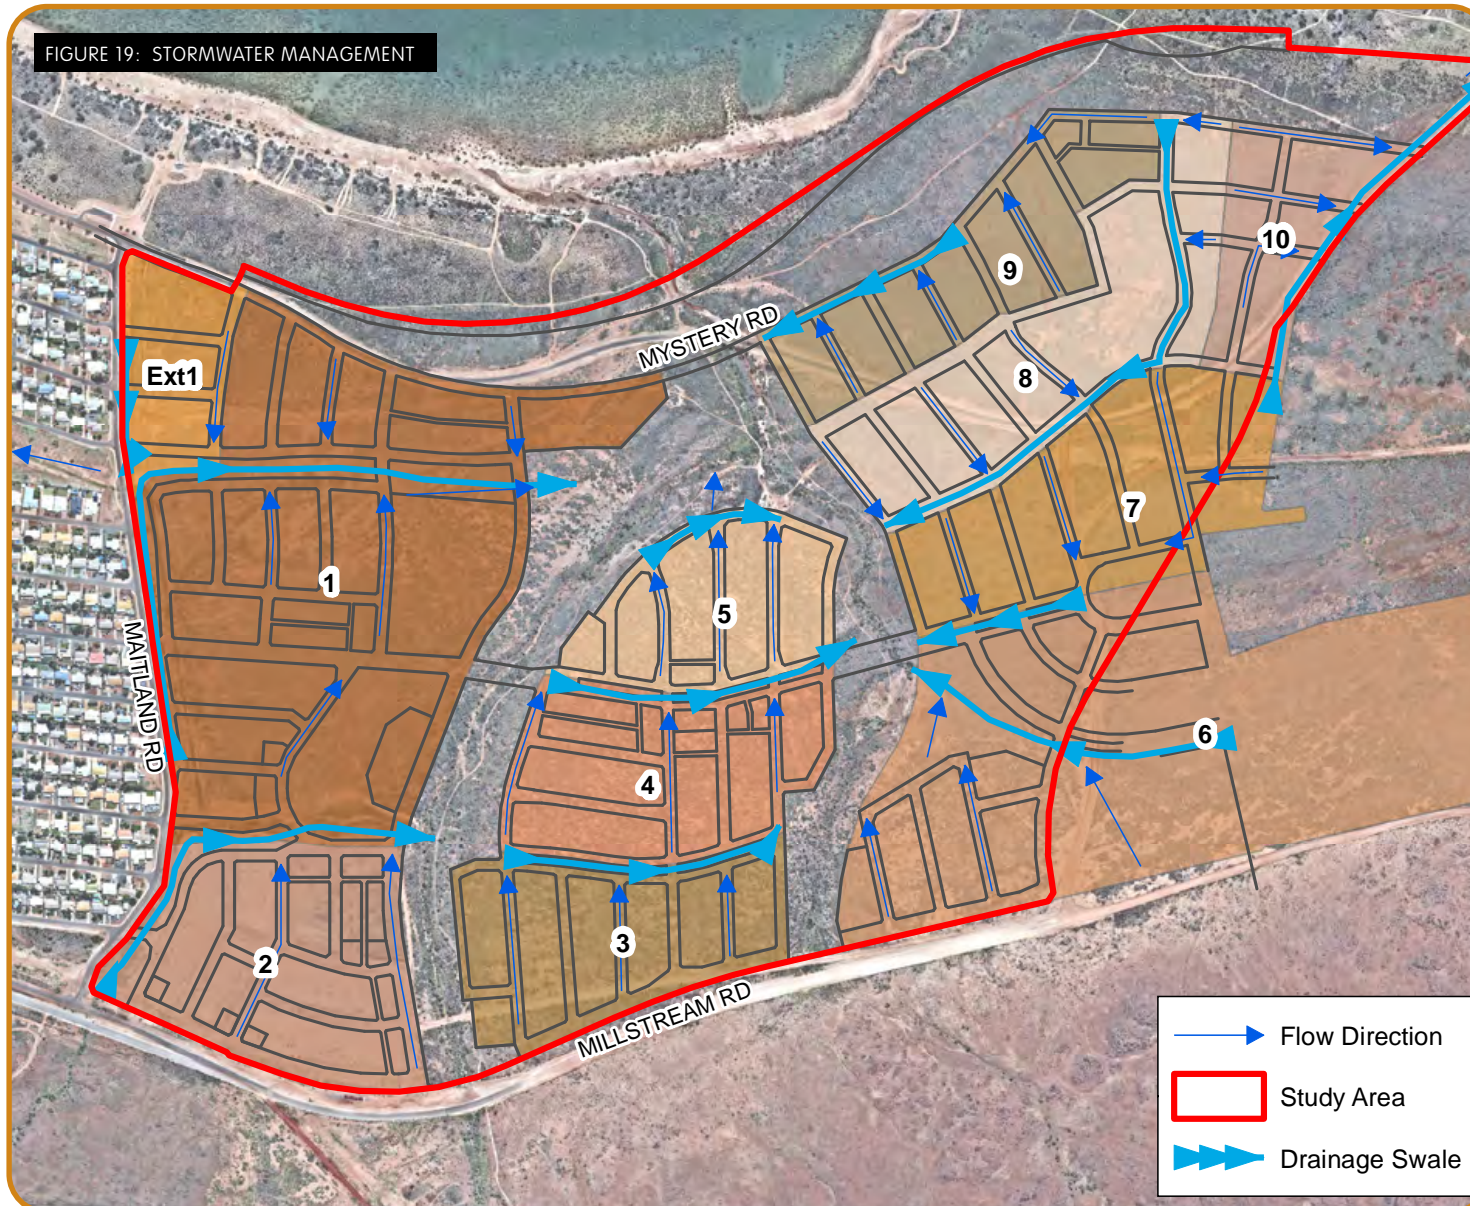 FIGURE 19: STORMWATER MANAGEMENT
10
9
MYSTERY RD
Ext1
8
7
1
5
MAITLAND RD
6
4
3
2
MILLSTREAM RD
Flow Direction
Study Area
Drainage Swale